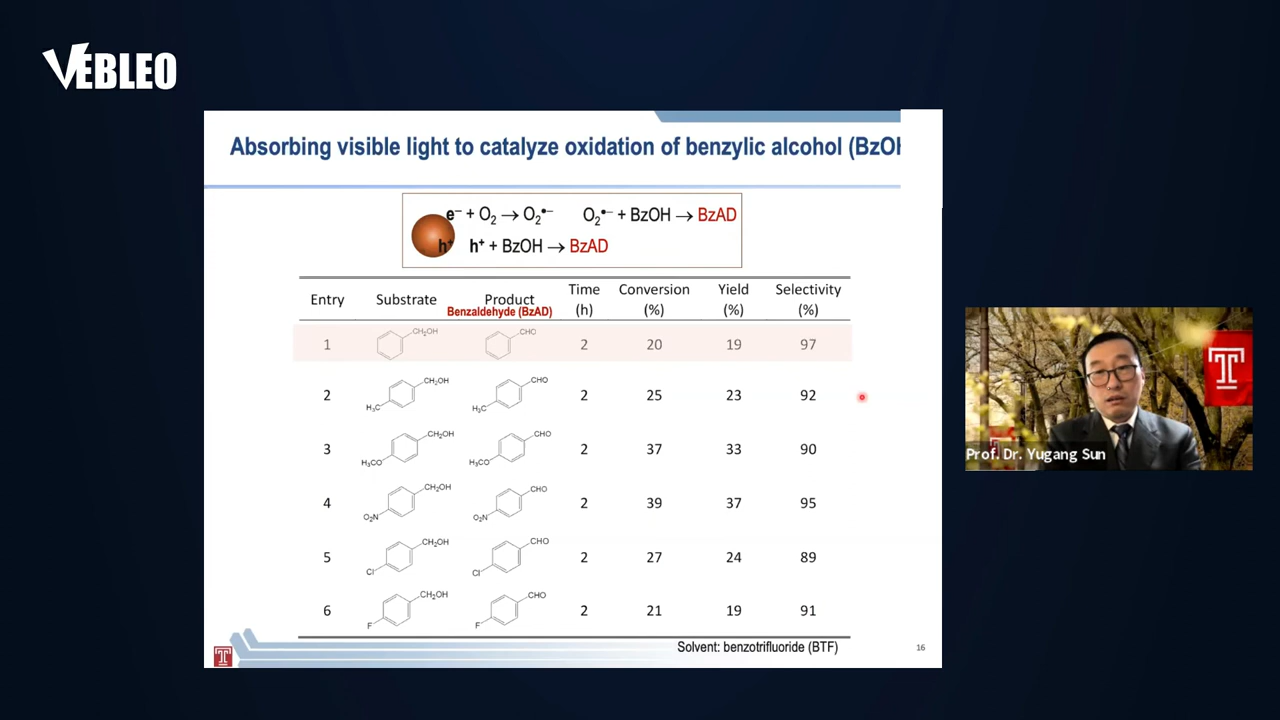 VEBLEO
Absorbing visible light to catalyze oxidation of benzylic alcohol (BzOH
e⁻ + O₂ → O₂•⁻ O₂•⁻ + BzOH → BzAD
h⁺ h⁺ + BzOH → BzAD
Entry Substrate Product Benzaldehyde (BzAD) Time (h) Conversion (%) Yield (%) Selectivity (%)
1 CH₂OH CHO 2 20 19 97
2 H₃C CH₂OH H₃C CHO 2 25 23 92
3 H₃CO CH₂OH H₃CO CHO 2 37 33 90
4 O₂N CH₂OH O₂N CHO 2 39 37 95
5 Cl CH₂OH Cl CHO 2 27 24 89
6 F CH₂OH F CHO 2 21 19 91
Solvent: benzotrifluoride (BTF)
16
T
T
Prof. Dr. Yugang Sun